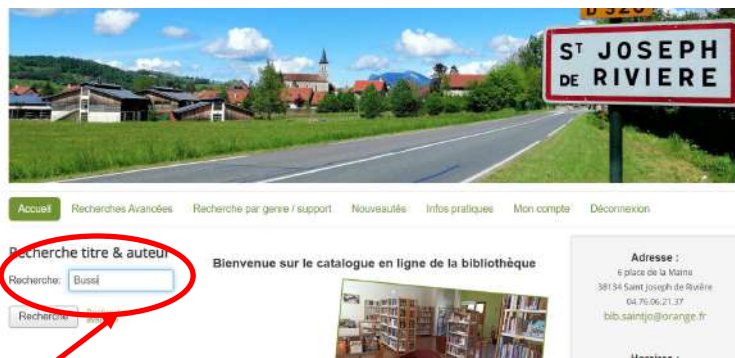 D 520
ST JOSEPH
DE RIVIERE
Accueil Recherches Avancées Recherche par genre / support Nouveautés Infos pratiques Mon compte Déconnexion
Recherche titre & auteur
Recherche: Bussi
Recherche
Bienvenue sur le catalogue en ligne de la bibliothèque
Adresse :
6 place de la Mairie
38134 Saint Joseph de Rivière
04.76.06.21.37
bib.saintjo@orange.fr
Horaires :